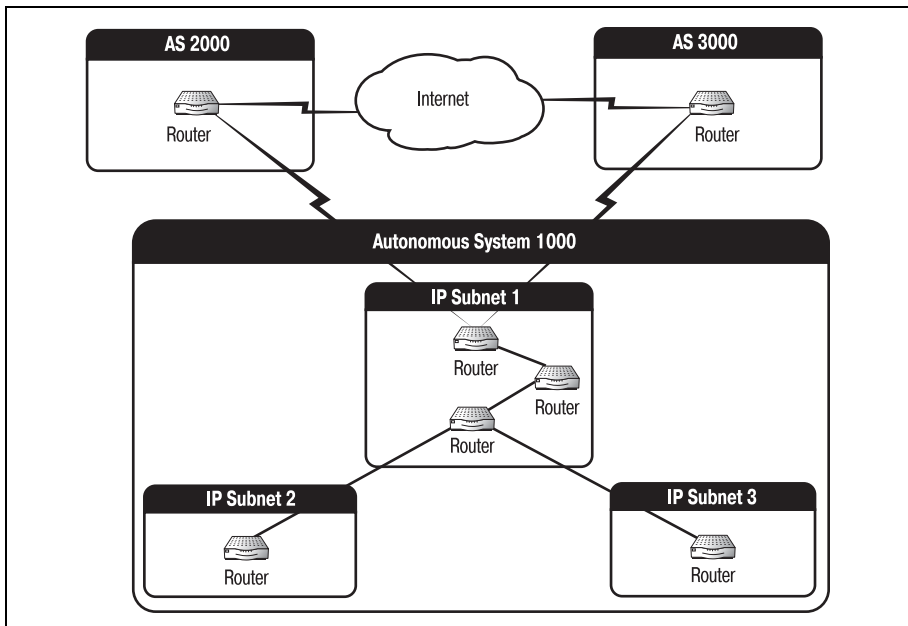 AS 2000
AS 3000
Internet
Router
Router
Autonomous System 1000
IP Subnet 1
Router
Router
Router
IP Subnet 2
IP Subnet 3
Router
Router